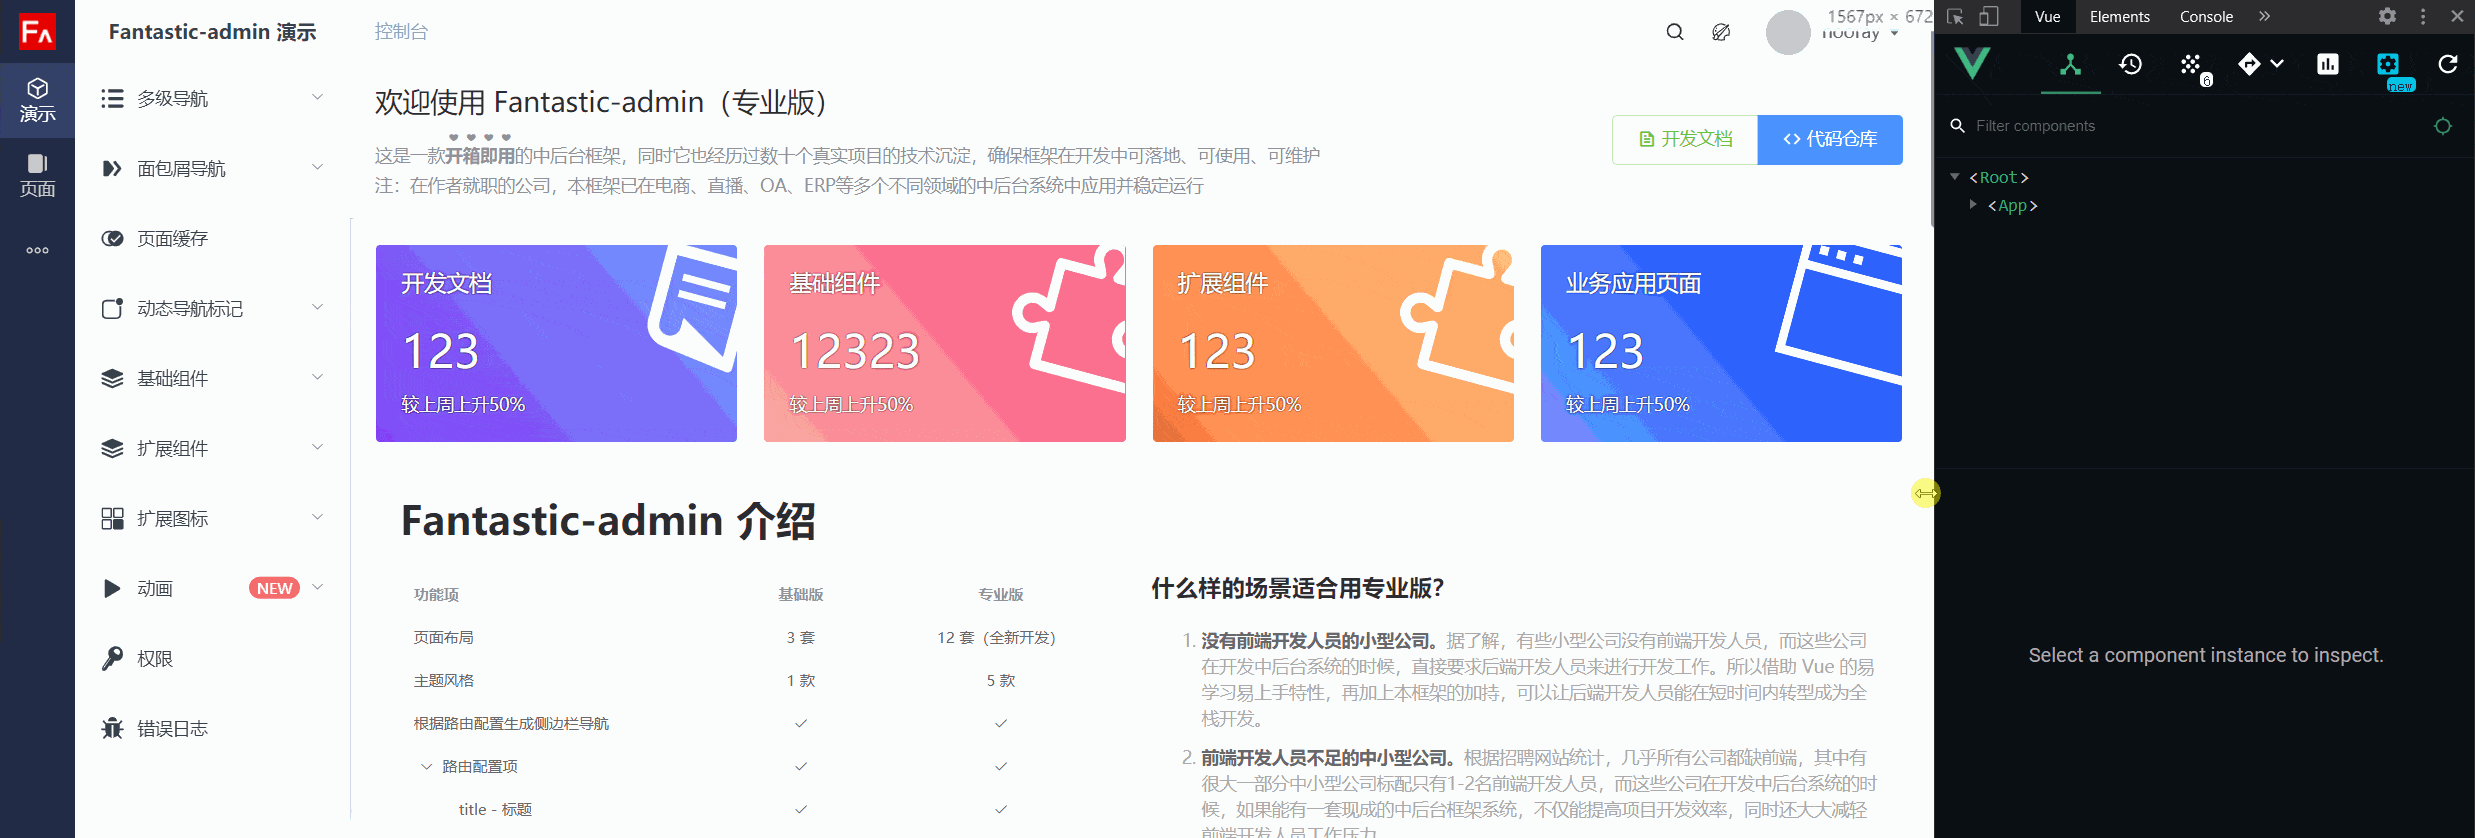 FA
演示
页面
Fantastic-admin 演示
多级导航
面包屑导航
页面缓存
动态导航标记
基础组件
扩展组件
扩展图标
动画 NEW
权限
错误日志
控制台
1567px × 672
nooray
欢迎使用 Fantastic-admin（专业版）
这是一款开箱即用的中后台框架，同时它也经历过数十个真实项目的技术沉淀，确保框架在开发中可落地、可使用、可维护
注：在作者就职的公司，本框架已在电商、直播、OA、ERP等多个不同领域的中后台系统中应用并稳定运行
开发文档
代码仓库
开发文档
123
较上周上升50%
基础组件
12323
较上周上升50%
扩展组件
123
较上周上升50%
业务应用页面
123
较上周上升50%
Fantastic-admin 介绍
功能项 基础版 专业版
页面布局 3 套 12 套（全新开发）
主题风格 1 款 5 款
根据路由配置生成侧边栏导航 ✓ ✓
路由配置项 ✓ ✓
title - 标题 ✓ ✓
什么样的场景适合用专业版？
1. 没有前端开发人员的小型公司。据了解，有些小型公司没有前端开发人员，而这些公司
在开发中后台系统的时候，直接要求后端开发人员来进行开发工作。所以借助 Vue 的易
学习易上手特性，再加上本框架的加持，可以让后端开发人员能在短时间内转型成为全
栈开发。
2. 前端开发人员不足的中小型公司。根据招聘网站统计，几乎所有公司都缺前端，其中有
很大一部分中小型公司标配只有1-2名前端开发人员，而这些公司在开发中后台系统的时
候，如果能有一套现成的中后台框架系统，不仅能提高项目开发效率，同时还大大减轻
前端开发人员工作压力
Vue Elements Console
6
new
Filter components
<Root>
<App>
Select a component instance to inspect.